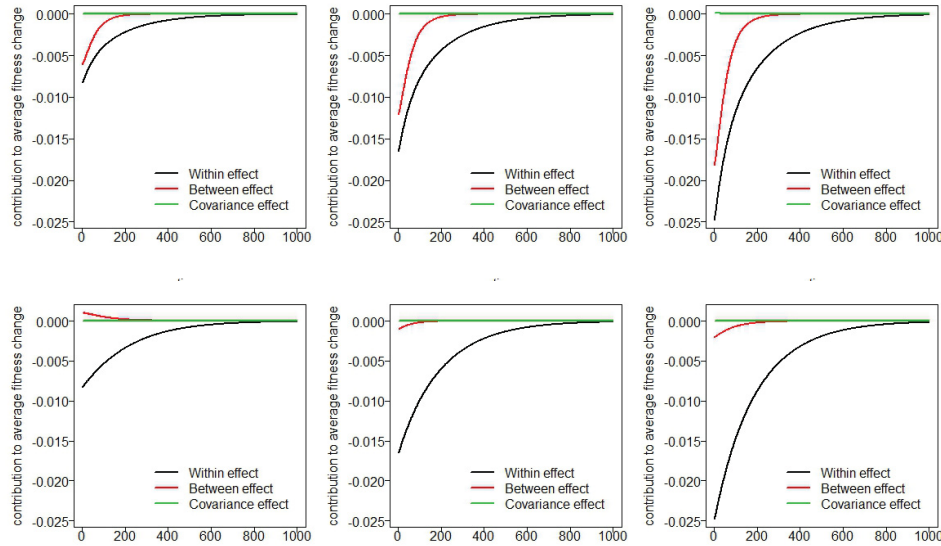 contribution to average fitness change
0.000
-0.005
-0.010
-0.015
-0.020
-0.025
Within effect
Between effect
Covariance effect
0 200 400 600 800 1000
contribution to average fitness change
0.000
-0.005
-0.010
-0.015
-0.020
-0.025
Within effect
Between effect
Covariance effect
0 200 400 600 800 1000
contribution to average fitness change
0.000
-0.005
-0.010
-0.015
-0.020
-0.025
Within effect
Between effect
Covariance effect
0 200 400 600 800 1000
contribution to average fitness change
0.000
-0.005
-0.010
-0.015
-0.020
-0.025
Within effect
Between effect
Covariance effect
0 200 400 600 800 1000
contribution to average fitness change
0.000
-0.005
-0.010
-0.015
-0.020
-0.025
Within effect
Between effect
Covariance effect
0 200 400 600 800 1000
contribution to average fitness change
0.000
-0.005
-0.010
-0.015
-0.020
-0.025
Within effect
Between effect
Covariance effect
0 200 400 600 800 1000